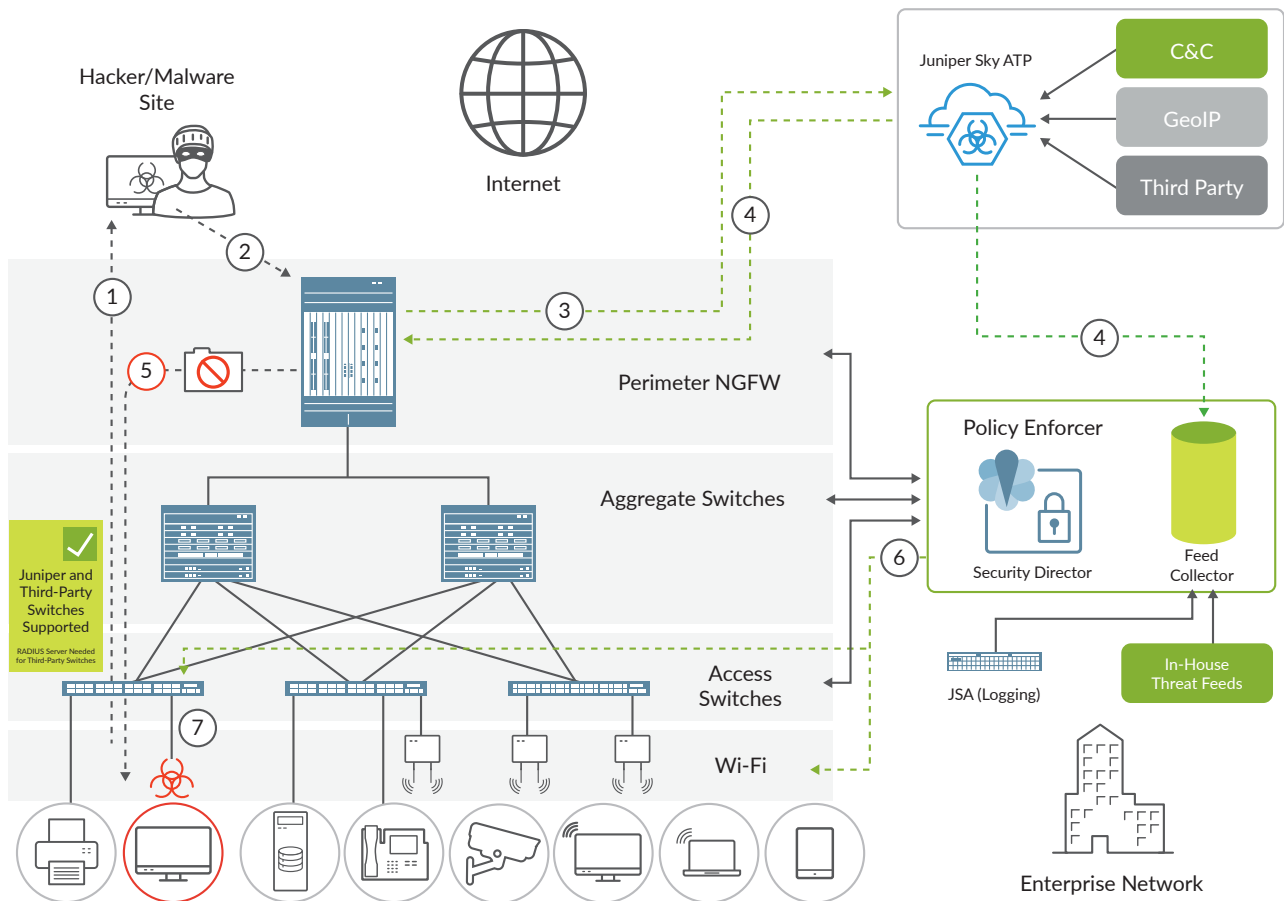 Hacker/Malware
Site
Internet
Juniper Sky ATP
C&C
GeoIP
Third Party
1
2
3
4
4
5
6
7
Perimeter NGFW
Aggregate Switches
Access
Switches
Wi-Fi
Juniper and
Third-Party
Switches
Supported
RADIUS Server Needed
for Third-Party Switches
Policy Enforcer
Security Director
Feed
Collector
JSA (Logging)
In-House
Threat Feeds
Enterprise Network